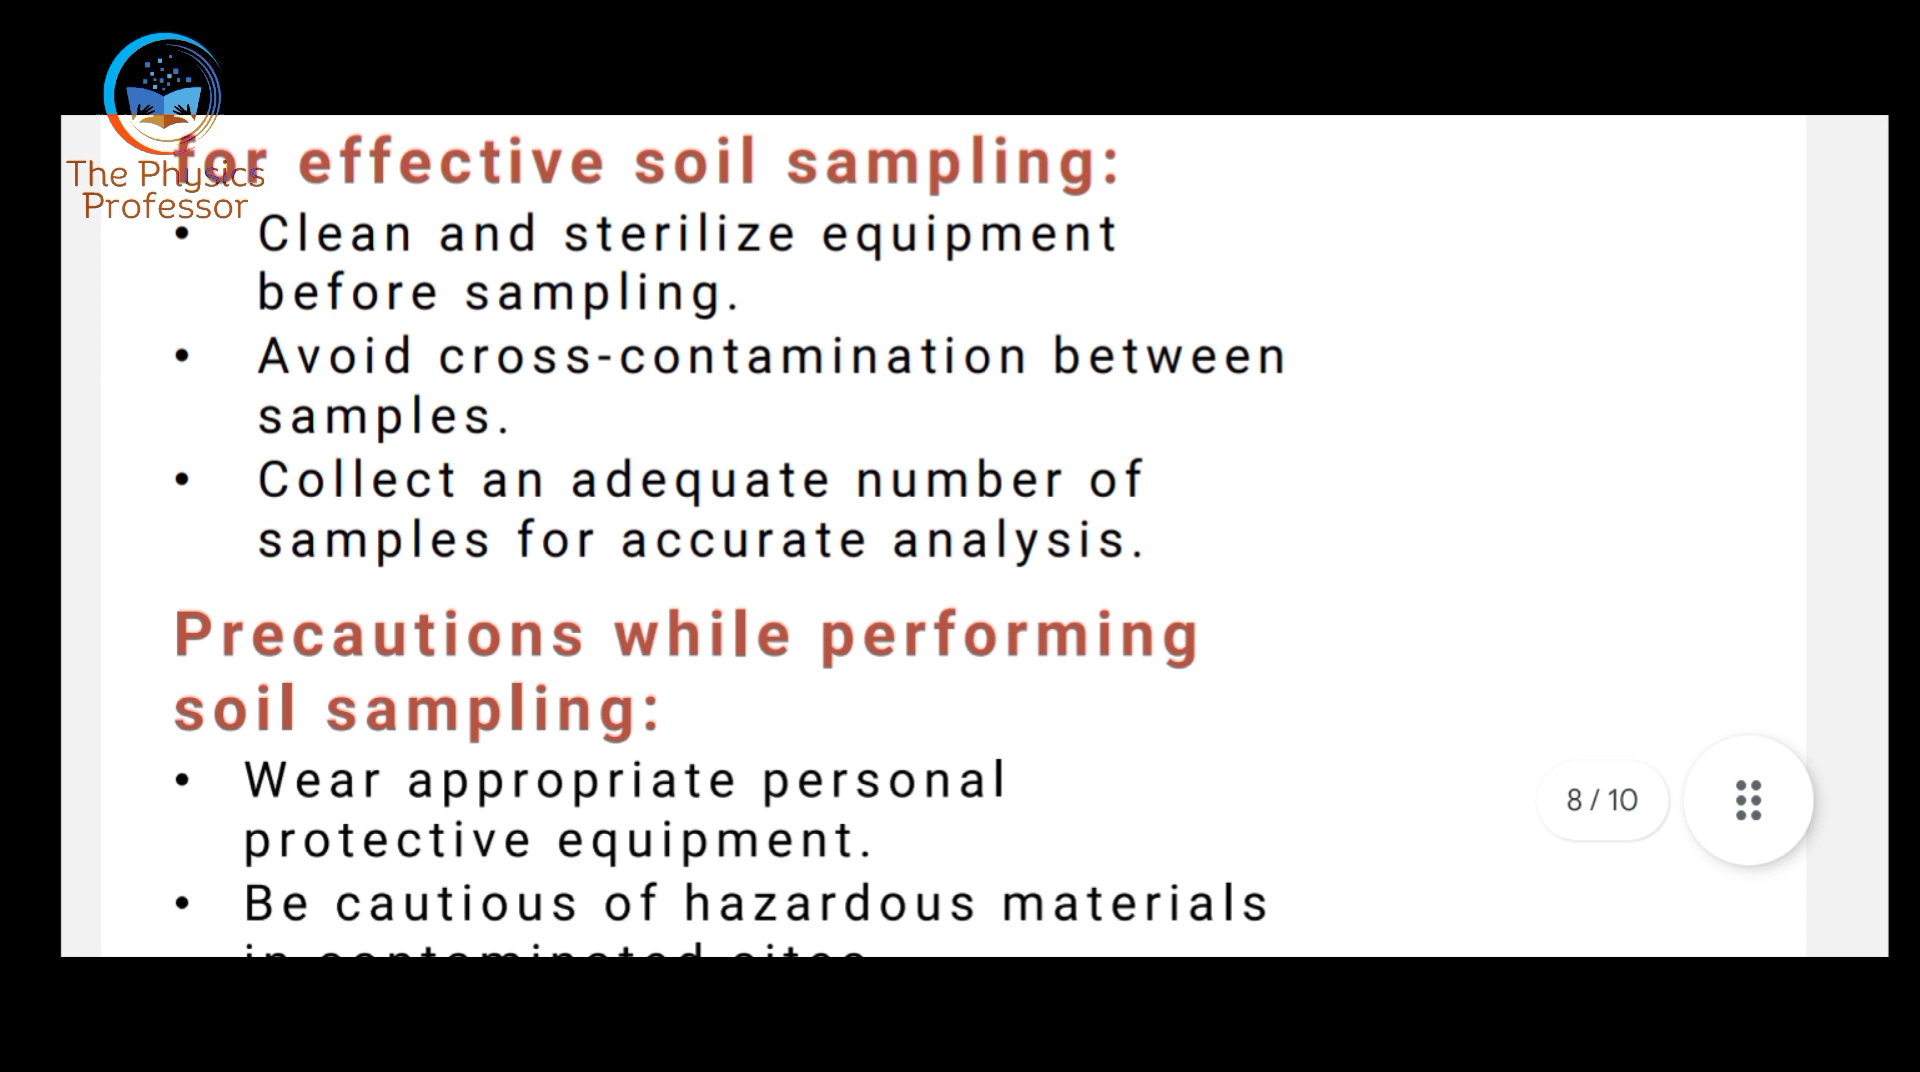 The Physics
Professor
for effective soil sampling:
• Clean and sterilize equipment
before sampling.
• Avoid cross-contamination between
samples.
• Collect an adequate number of
samples for accurate analysis.
Precautions while performing
soil sampling:
• Wear appropriate personal
protective equipment.
• Be cautious of hazardous materials
in contaminated sites
8 / 10